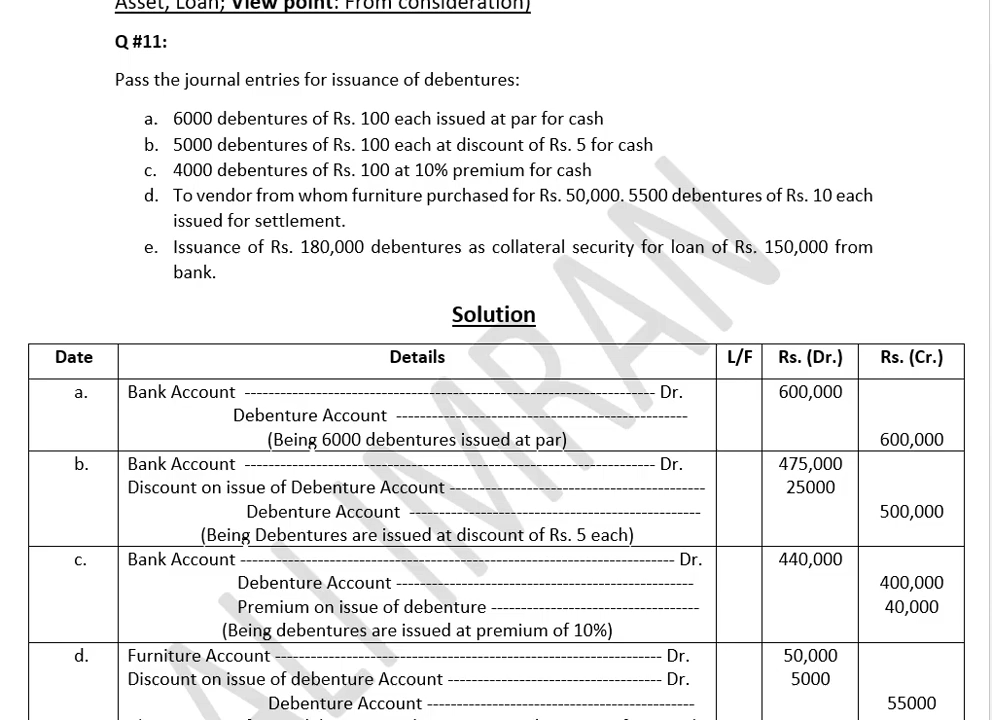 Asset, Loan; View point: From consideration)
Q #11:
Pass the journal entries for issuance of debentures:
a. 6000 debentures of Rs. 100 each issued at par for cash
b. 5000 debentures of Rs. 100 each at discount of Rs. 5 for cash
c. 4000 debentures of Rs. 100 at 10% premium for cash
d. To vendor from whom furniture purchased for Rs. 50,000. 5500 debentures of Rs. 10 each
issued for settlement.
e. Issuance of Rs. 180,000 debentures as collateral security for loan of Rs. 150,000 from
bank.
Solution
Date Details L/F Rs. (Dr.) Rs. (Cr.)
a. Bank Account ------------------------------------------------------------------- Dr. 600,000
Debenture Account ------------------------------------------------
(Being 6000 debentures issued at par) 600,000
b. Bank Account ------------------------------------------------------------------- Dr. 475,000
Discount on issue of Debenture Account ------------------------------------------ 25000
Debenture Account ------------------------------------------------ 500,000
(Being Debentures are issued at discount of Rs. 5 each)
c. Bank Account ----------------------------------------------------------------------- Dr. 440,000
Debenture Account ------------------------------------------------- 400,000
Premium on issue of debenture ---------------------------------- 40,000
(Being debentures are issued at premium of 10%)
d. Furniture Account --------------------------------------------------------------- Dr. 50,000
Discount on issue of debenture Account ----------------------------------- Dr. 5000
Debenture Account ---------------------------------------------- 55000
ALI IMRAN